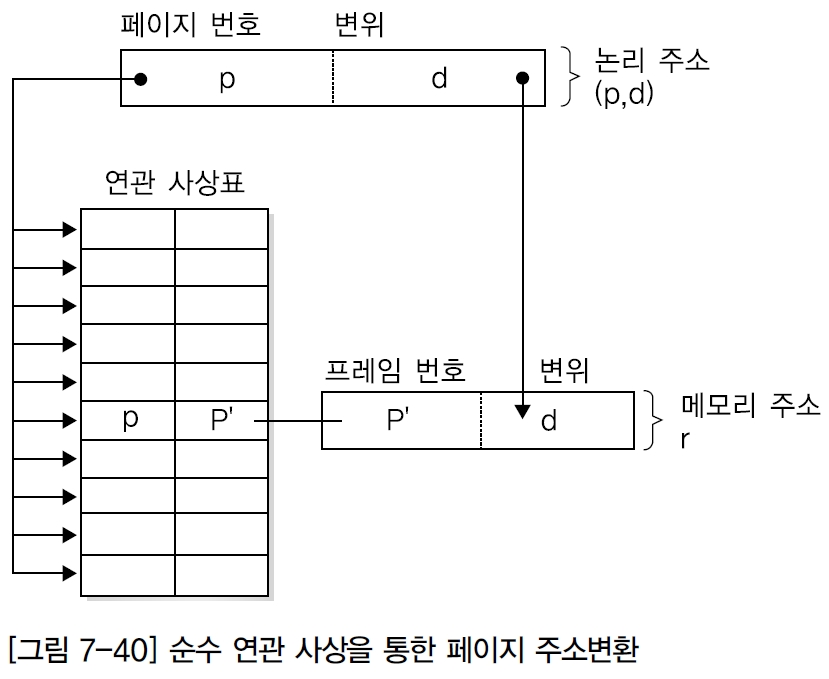 페이지 번호 변위
p d
논리 주소
(p,d)
연관 사상표
프레임 번호 변위
p P' P' d
메모리 주소
r
[그림 7-40] 순수 연관 사상을 통한 페이지 주소변환